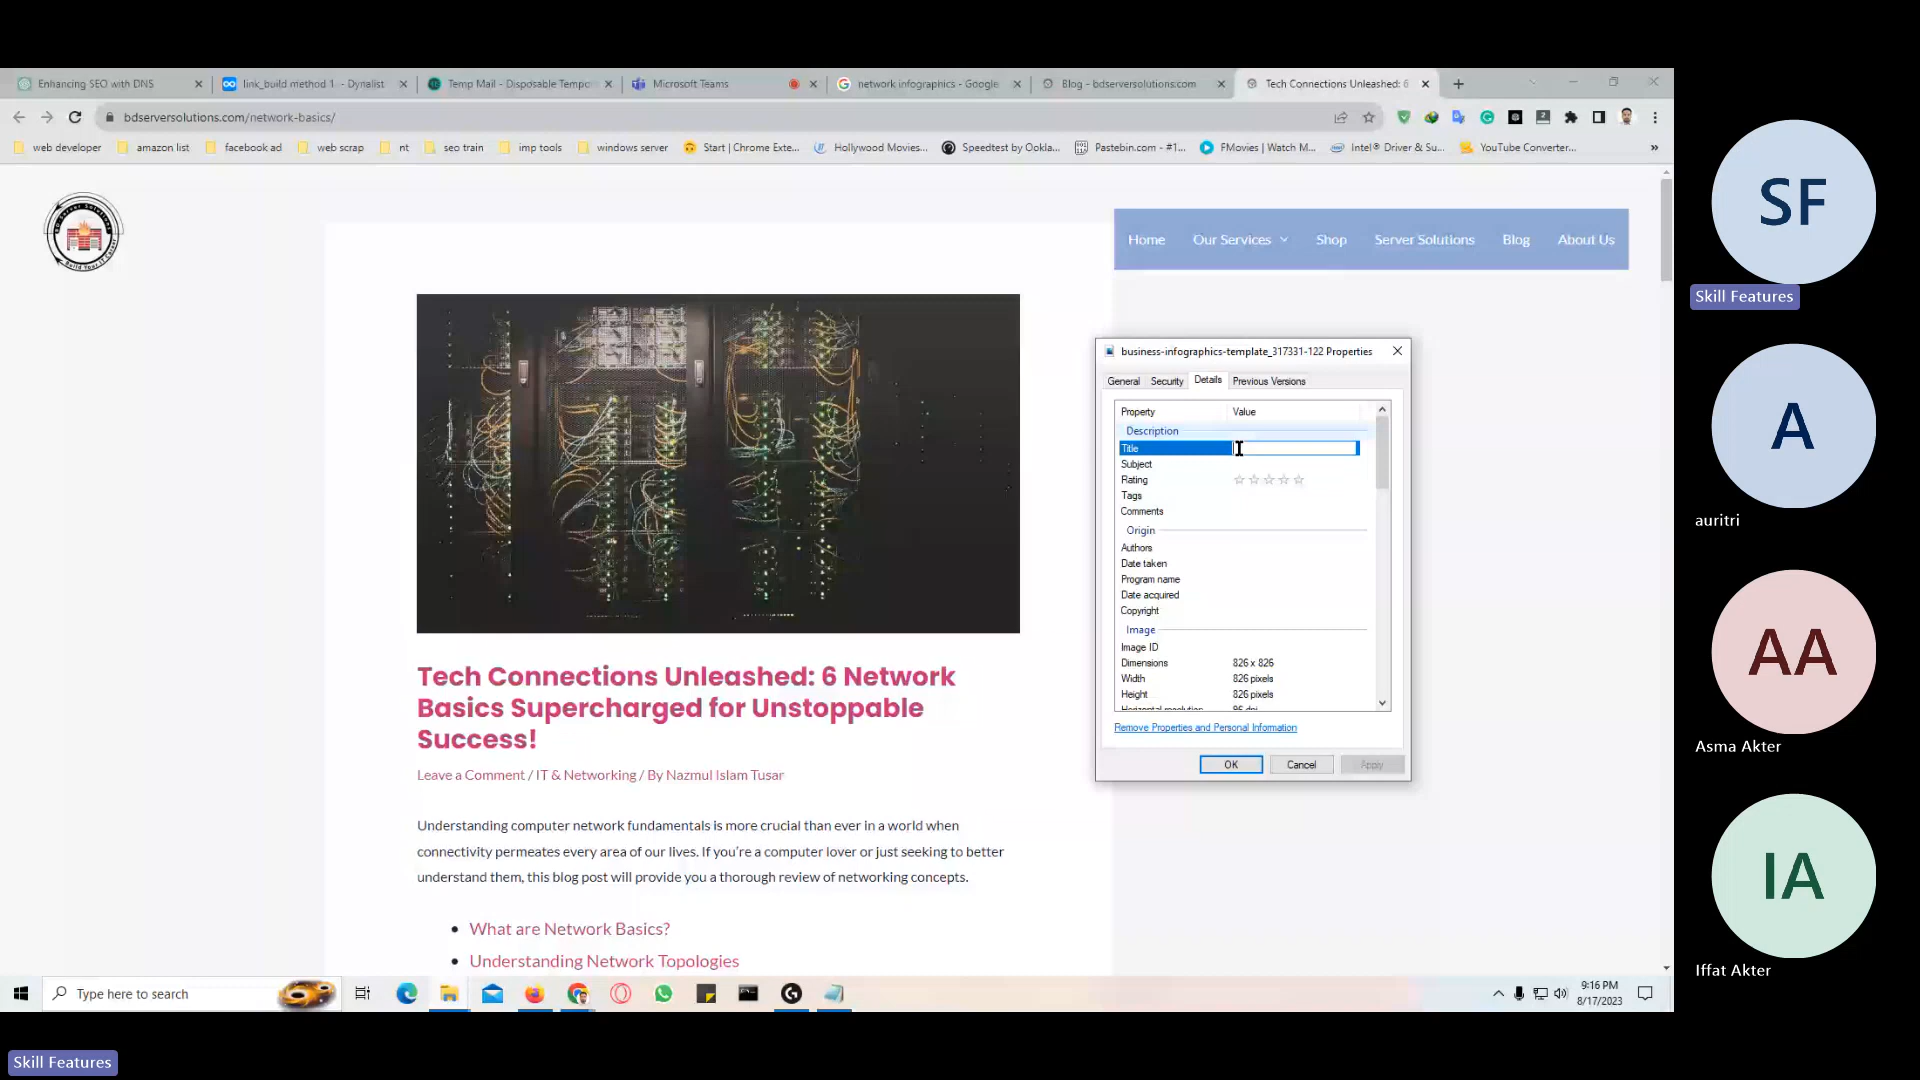 Enhancing SEO with DNS
link_build method 1 - Dynalist
Temp Mail - Disposable Tempo
Microsoft Teams
network infographics - Google
Blog - bdserversolutions.com
Tech Connections Unleashed: 6
bdserversolutions.com/network-basics/
web developer
amazon list
facebook ad
web scrap
nt
seo train
imp tools
windows server
Start | Chrome Exte...
Hollywood Movies...
Speedtest by Ookla...
Pastebin.com - #1...
FMovies | Watch M...
Intel® Driver & Su...
YouTube Converter...
»
Home
Our Services
Shop
Server Solutions
Blog
About Us
Tech Connections Unleashed: 6 Network
Basics Supercharged for Unstoppable
Success!
Leave a Comment / IT & Networking / By Nazmul Islam Tusar
Understanding computer network fundamentals is more crucial than ever in a world when
connectivity permeates every area of our lives. If you're a computer lover or just seeking to better
understand them, this blog post will provide you a thorough review of networking concepts.
• What are Network Basics?
• Understanding Network Topologies
business-infographics-template_317331-122 Properties
General
Security
Details
Previous Versions
Property
Value
Description
Title
Subject
Rating
Tags
Comments
Origin
Authors
Date taken
Program name
Date acquired
Copyright
Image
Image ID
Dimensions 826 x 826
Width 826 pixels
Height 826 pixels
Horizontal resolution 96 dpi
Remove Properties and Personal Information
OK
Cancel
Apply
Type here to search
9:16 PM
8/17/2023
SF
Skill Features
A
auritri
AA
Asma Akter
IA
Iffat Akter
Skill Features